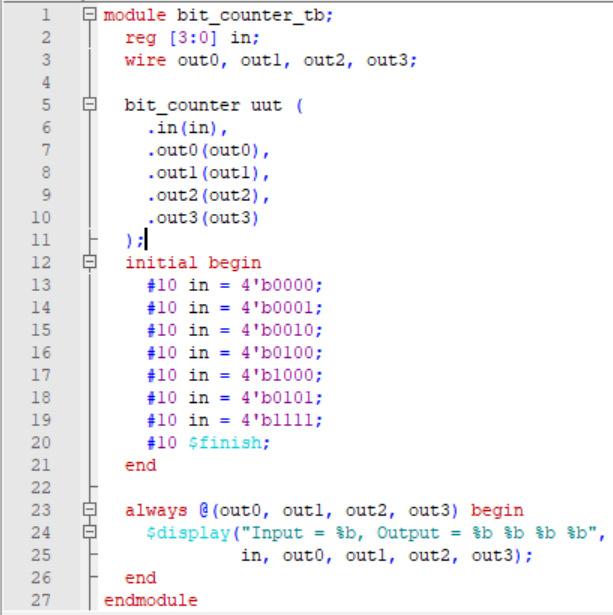 1 module bit_counter_tb;
2 reg [3:0] in;
3 wire out0, out1, out2, out3;
4
5 bit_counter uut (
6 .in(in),
7 .out0(out0),
8 .out1(out1),
9 .out2(out2),
10 .out3(out3)
11 );
12 initial begin
13 #10 in = 4'b0000;
14 #10 in = 4'b0001;
15 #10 in = 4'b0010;
16 #10 in = 4'b0100;
17 #10 in = 4'b1000;
18 #10 in = 4'b0101;
19 #10 in = 4'b1111;
20 #10 $finish;
21 end
22
23 always @(out0, out1, out2, out3) begin
24 $display("Input = %b, Output = %b %b %b %b",
25 in, out0, out1, out2, out3);
26 end
27 endmodule